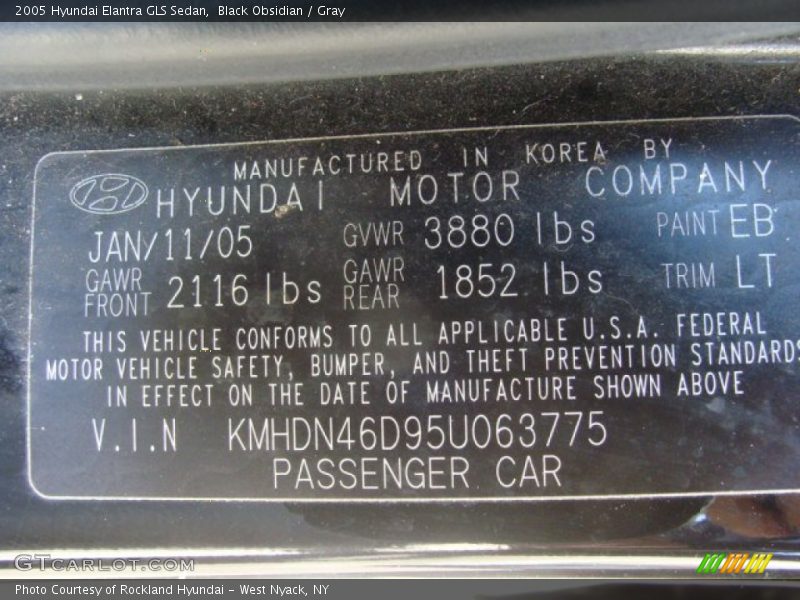 2005 Hyundai Elantra GLS Sedan, Black Obsidian / Gray
MANUFACTURED IN KOREA BY
HYUNDAI MOTOR COMPANY
JAN/11/05 GVWR 3880 lbs PAINT EB
GAWR FRONT 2116 lbs GAWR REAR 1852 lbs TRIM LT
THIS VEHICLE CONFORMS TO ALL APPLICABLE U.S.A. FEDERAL
MOTOR VEHICLE SAFETY, BUMPER, AND THEFT PREVENTION STANDARDS
IN EFFECT ON THE DATE OF MANUFACTURE SHOWN ABOVE
V.I.N KMHDN46D95U063775
PASSENGER CAR
GTCARLOT.COM
Photo Courtesy of Rockland Hyundai - West Nyack, NY